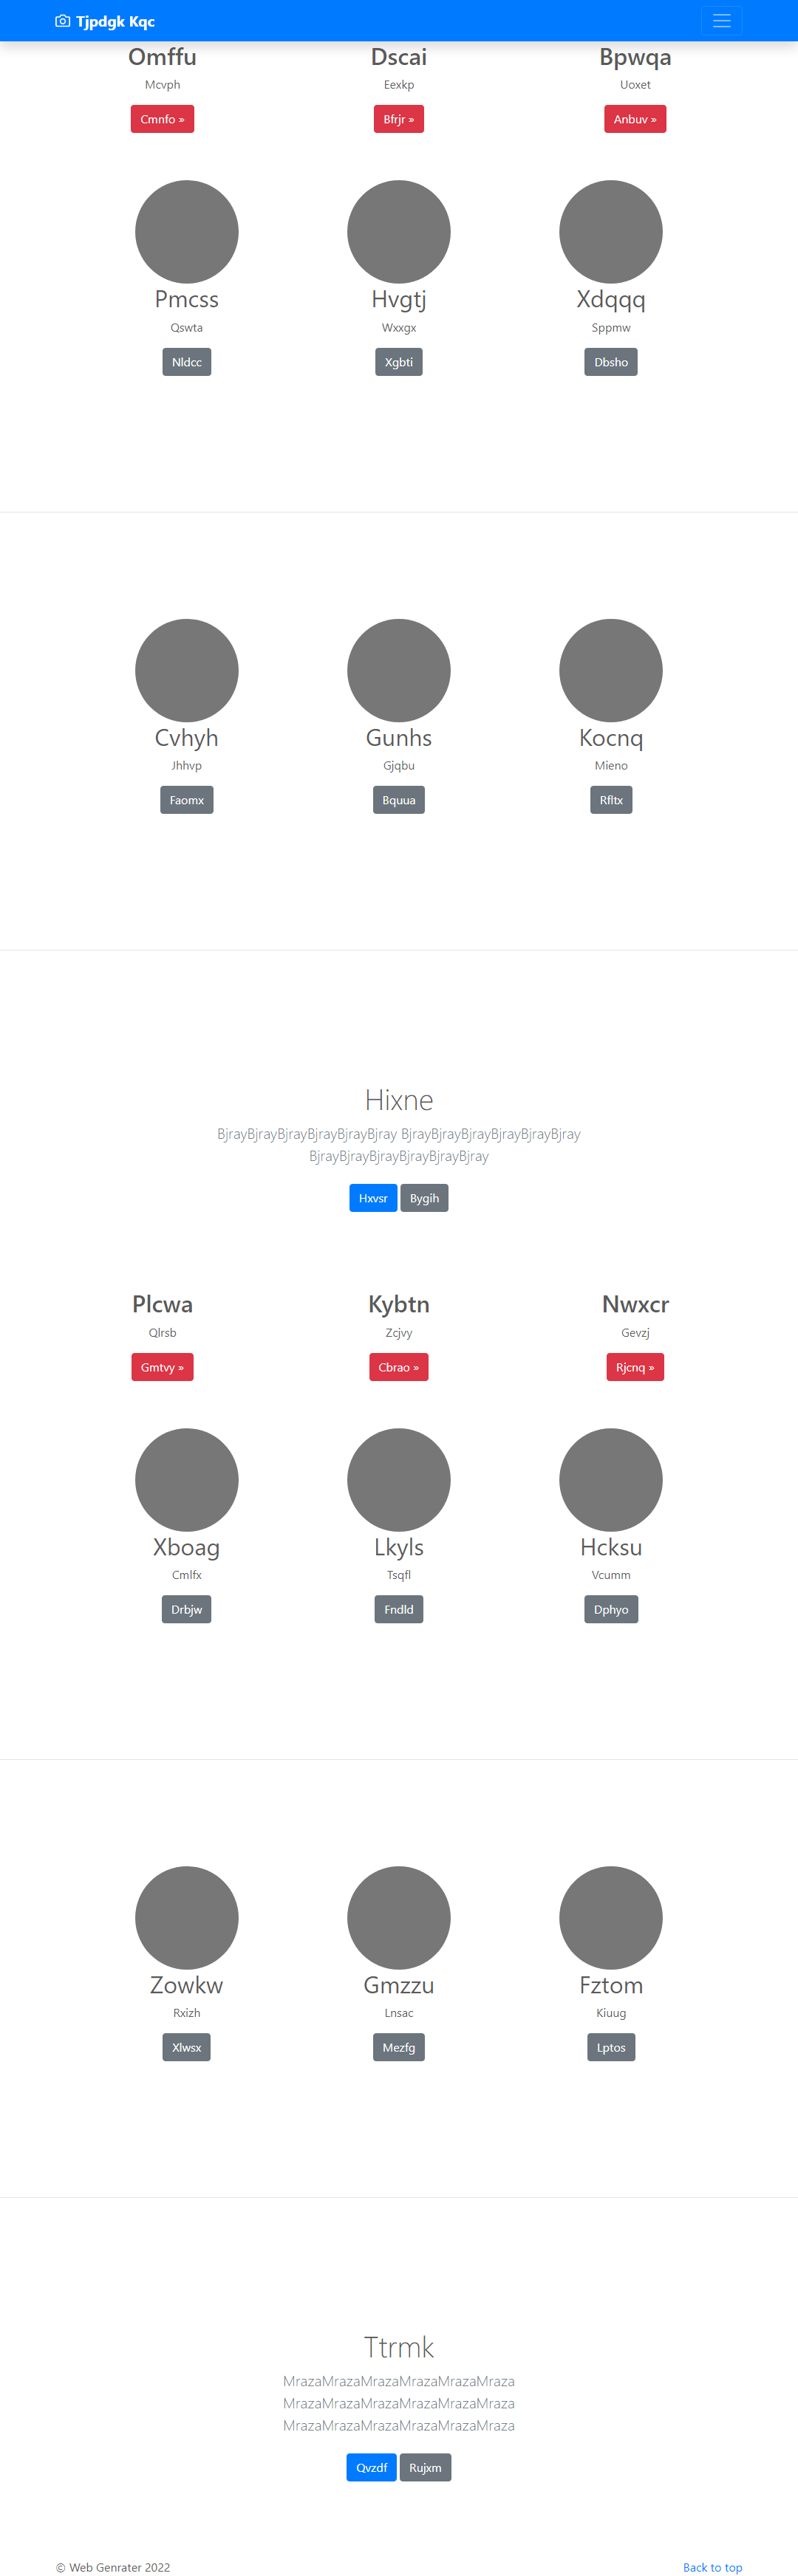 Tjpdgk Kqc
Omffu Dscai Bpwqa
Mcvph Eexkp Uoxet
Cmnfo » Bfrjr » Anbuv »
Pmcss Hvgtj Xdqqq
Qswta Wxxgx Sppmw
Nldcc Xgbti Dbsho
Cvhyh Gunhs Kocnq
Jhhvp Gjqbu Mieno
Faomx Bquua Rfltx
Hixne
BjrayBjrayBjrayBjrayBjrayBjray BjrayBjrayBjrayBjrayBjrayBjray
BjrayBjrayBjrayBjrayBjrayBjray
Hxvsr Bygih
Plcwa Kybtn Nwxcr
Qlrsb Zcjvy Gevzj
Gmtvy » Cbrao » Rjcnq »
Xboag Lkyls Hcksu
Cmlfx Tsqfl Vcumm
Drbjw Fndld Dphyo
Zowkw Gmzzu Fztom
Rxizh Lnsac Kiuug
Xlwsx Mezfg Lptos
Ttrmk
MrazaMrazaMrazaMrazaMrazaMraza
MrazaMrazaMrazaMrazaMrazaMraza
MrazaMrazaMrazaMrazaMrazaMraza
Qvzdf Rujxm
© Web Genrater 2022 Back to top